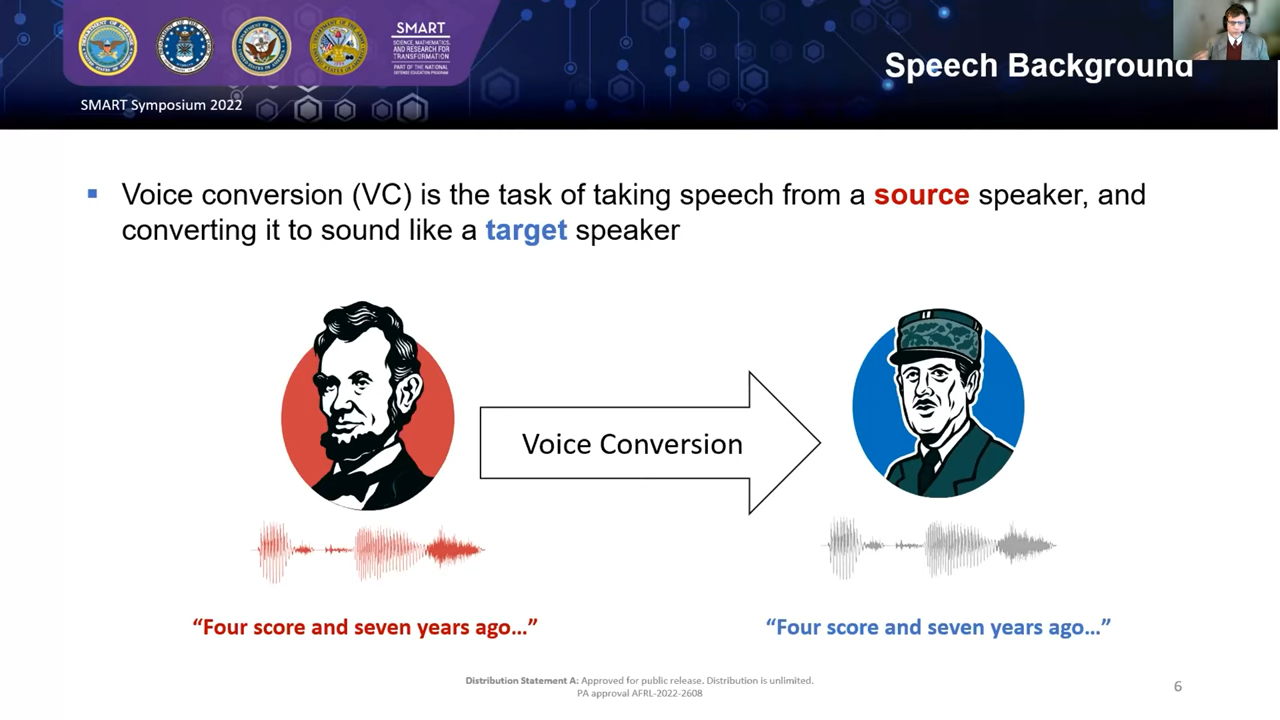 SMART
SCIENCE, MATHEMATICS,
AND RESEARCH FOR
TRANSFORMATION
PART OF THE NATIONAL
DEFENSE EDUCATION PROGRAM
Speech Background
SMART Symposium 2022
Voice conversion (VC) is the task of taking speech from a source speaker, and
converting it to sound like a target speaker
Voice Conversion
“Four score and seven years ago…”
“Four score and seven years ago…”
Distribution Statement A: Approved for public release. Distribution is unlimited.
PA approval AFRL-2022-2608
6